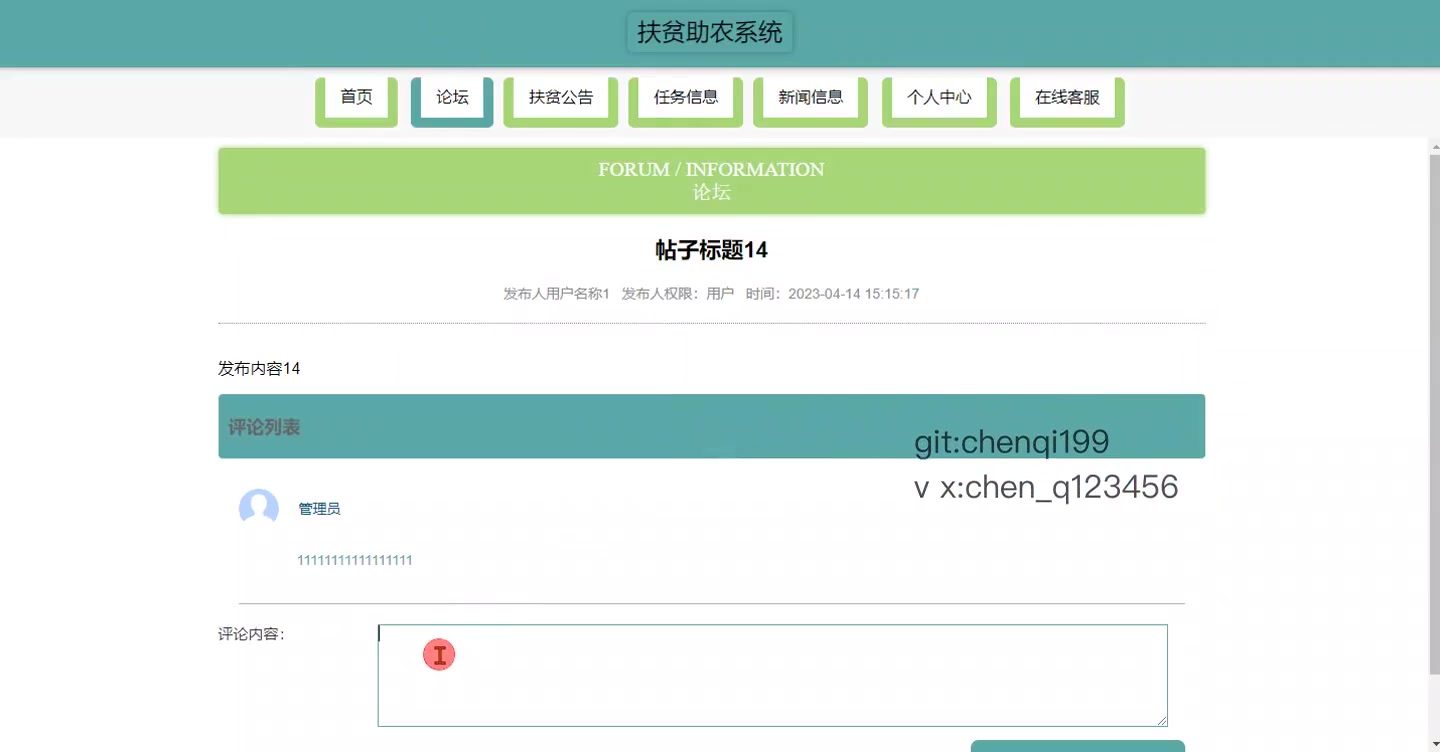 扶贫助农系统
首页 论坛 扶贫公告 任务信息 新闻信息 个人中心 在线客服
FORUM / INFORMATION
论坛
帖子标题14
发布人用户名称1 发布人权限：用户 时间：2023-04-14 15:15:17
发布内容14
评论列表
git:chenqi199
v x:chen_q123456
管理员
11111111111111111
评论内容：